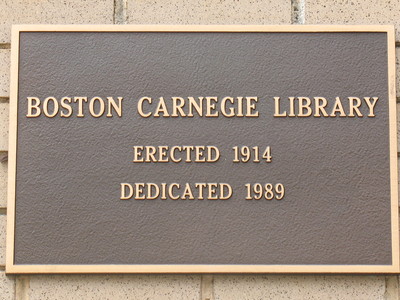 BOSTON CARNEGIE LIBRARY
ERECTED 1914
DEDICATED 1989